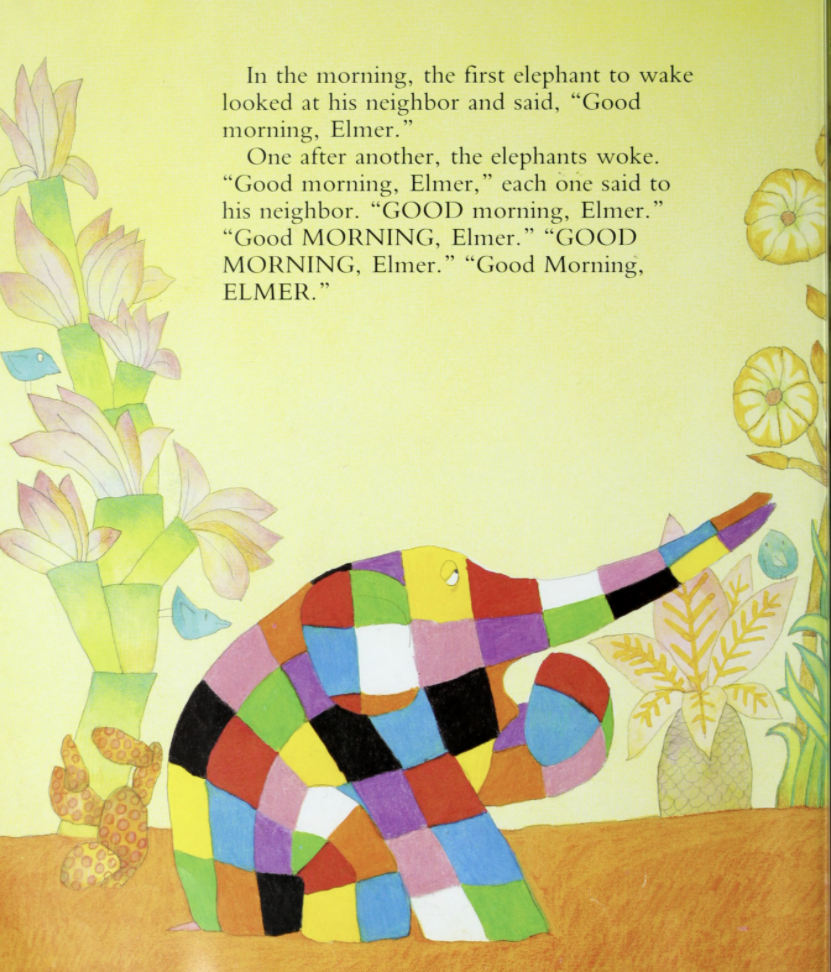 In the morning, the first elephant to wake
looked at his neighbor and said, “Good
morning, Elmer.”
One after another, the elephants woke.
“Good morning, Elmer,” each one said to
his neighbor. “GOOD morning, Elmer.”
“Good MORNING, Elmer.” “GOOD
MORNING, Elmer.” “Good Morning,
ELMER.”